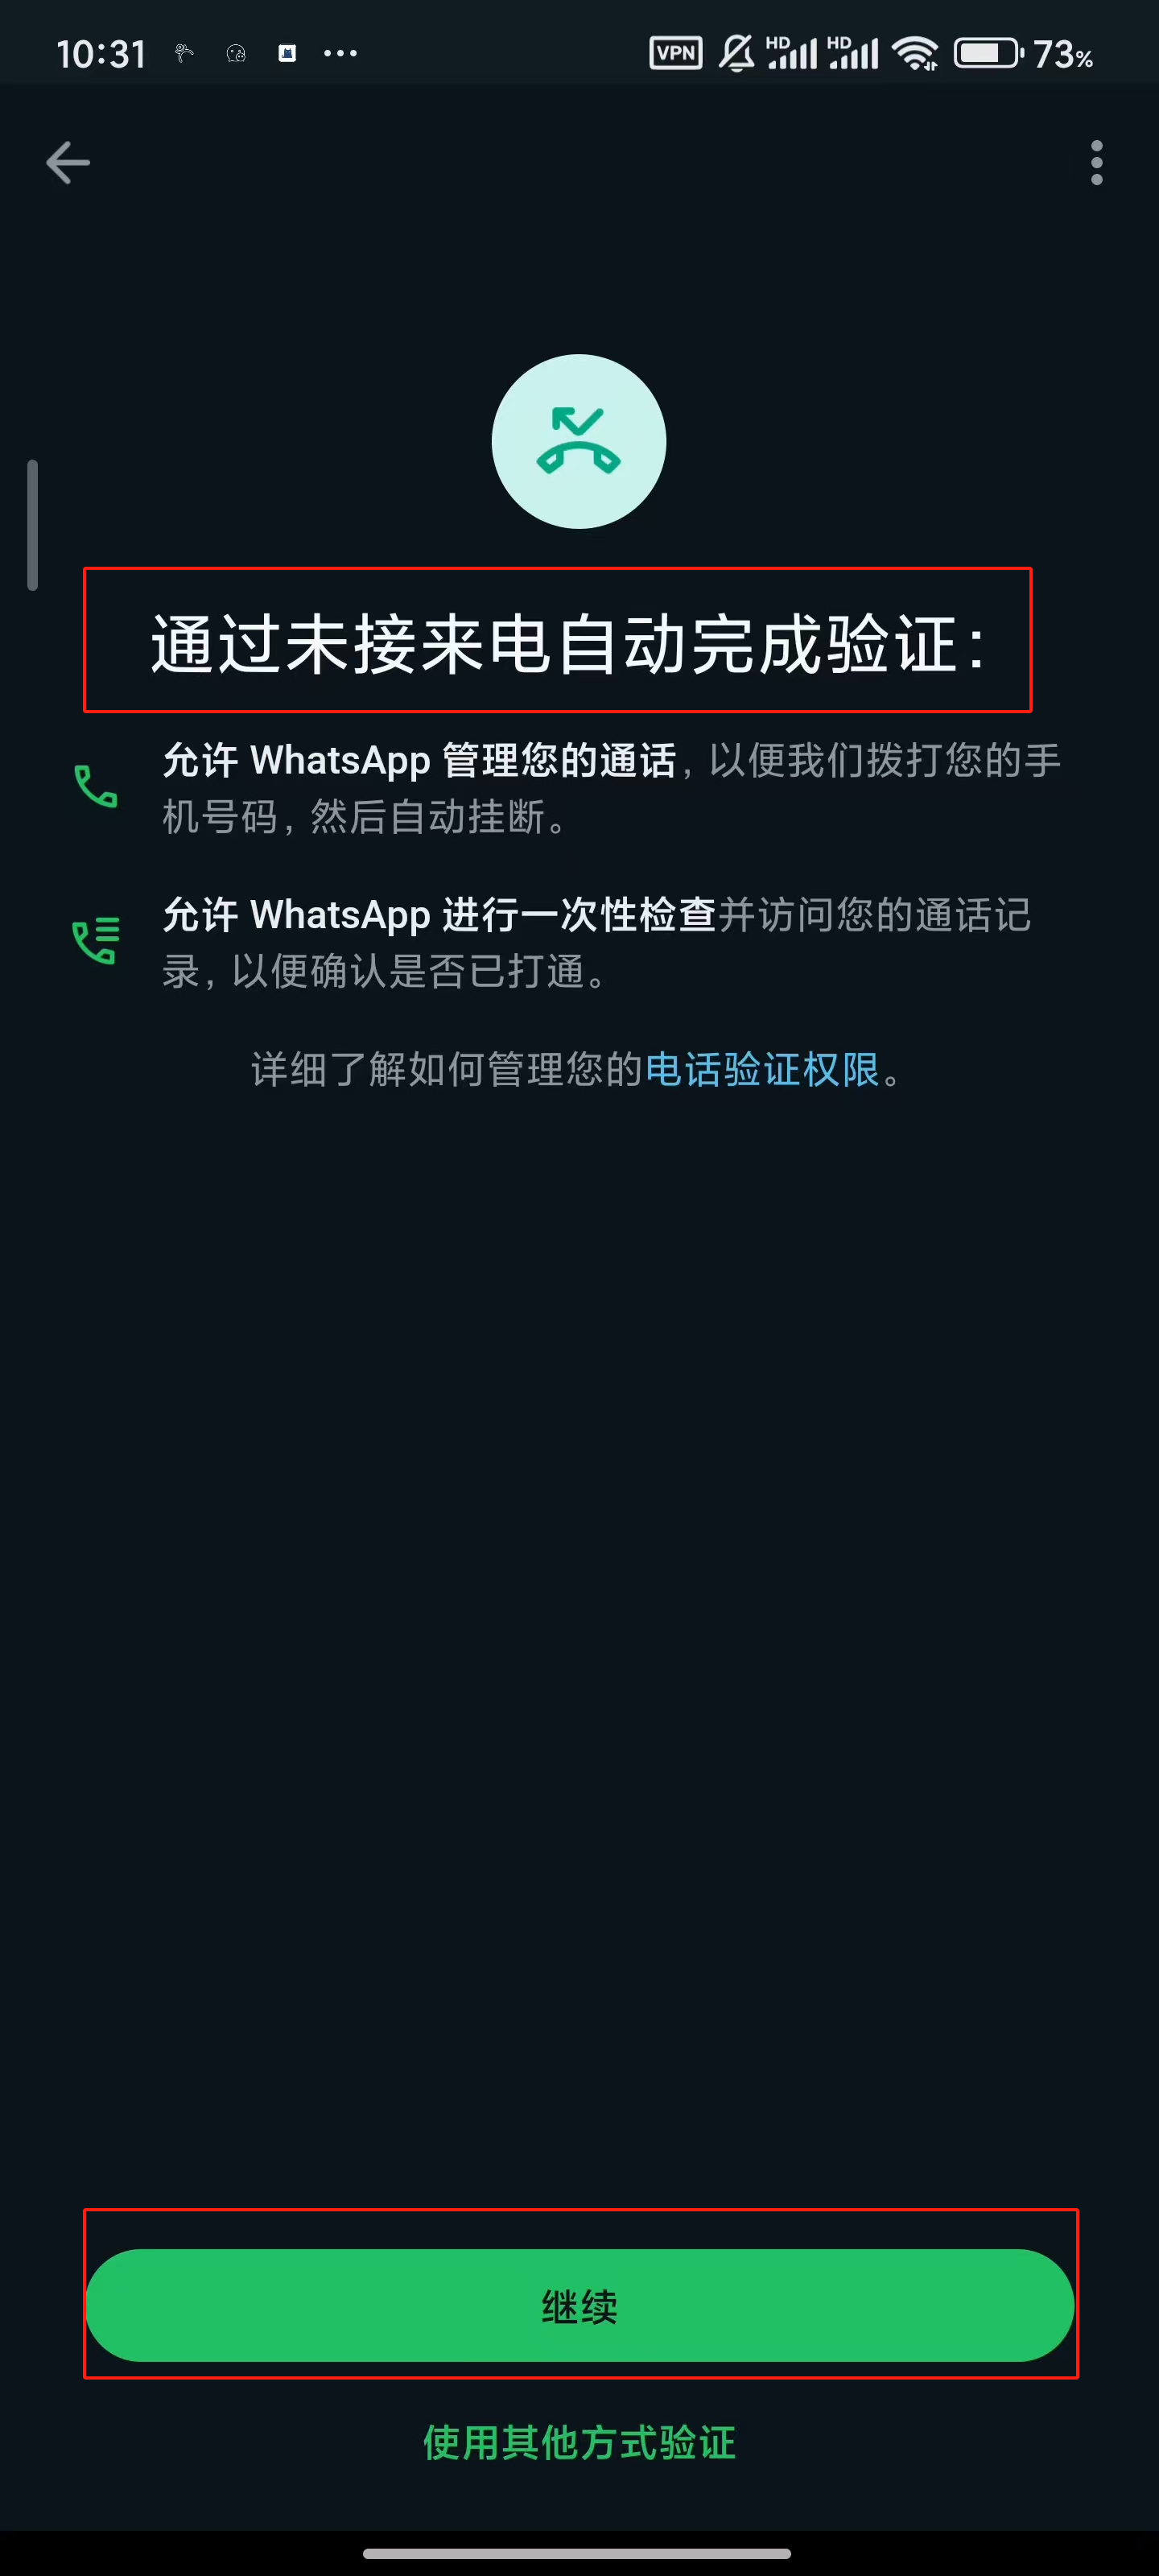 10:31 VPN HD HD 73%
通过未接来电自动完成验证:
允许 WhatsApp 管理您的通话, 以便我们拨打您的手
机号码, 然后自动挂断。
允许 WhatsApp 进行一次性检查并访问您的通话记
录, 以便确认是否已打通。
详细了解如何管理您的电话验证权限。
继续
使用其他方式验证